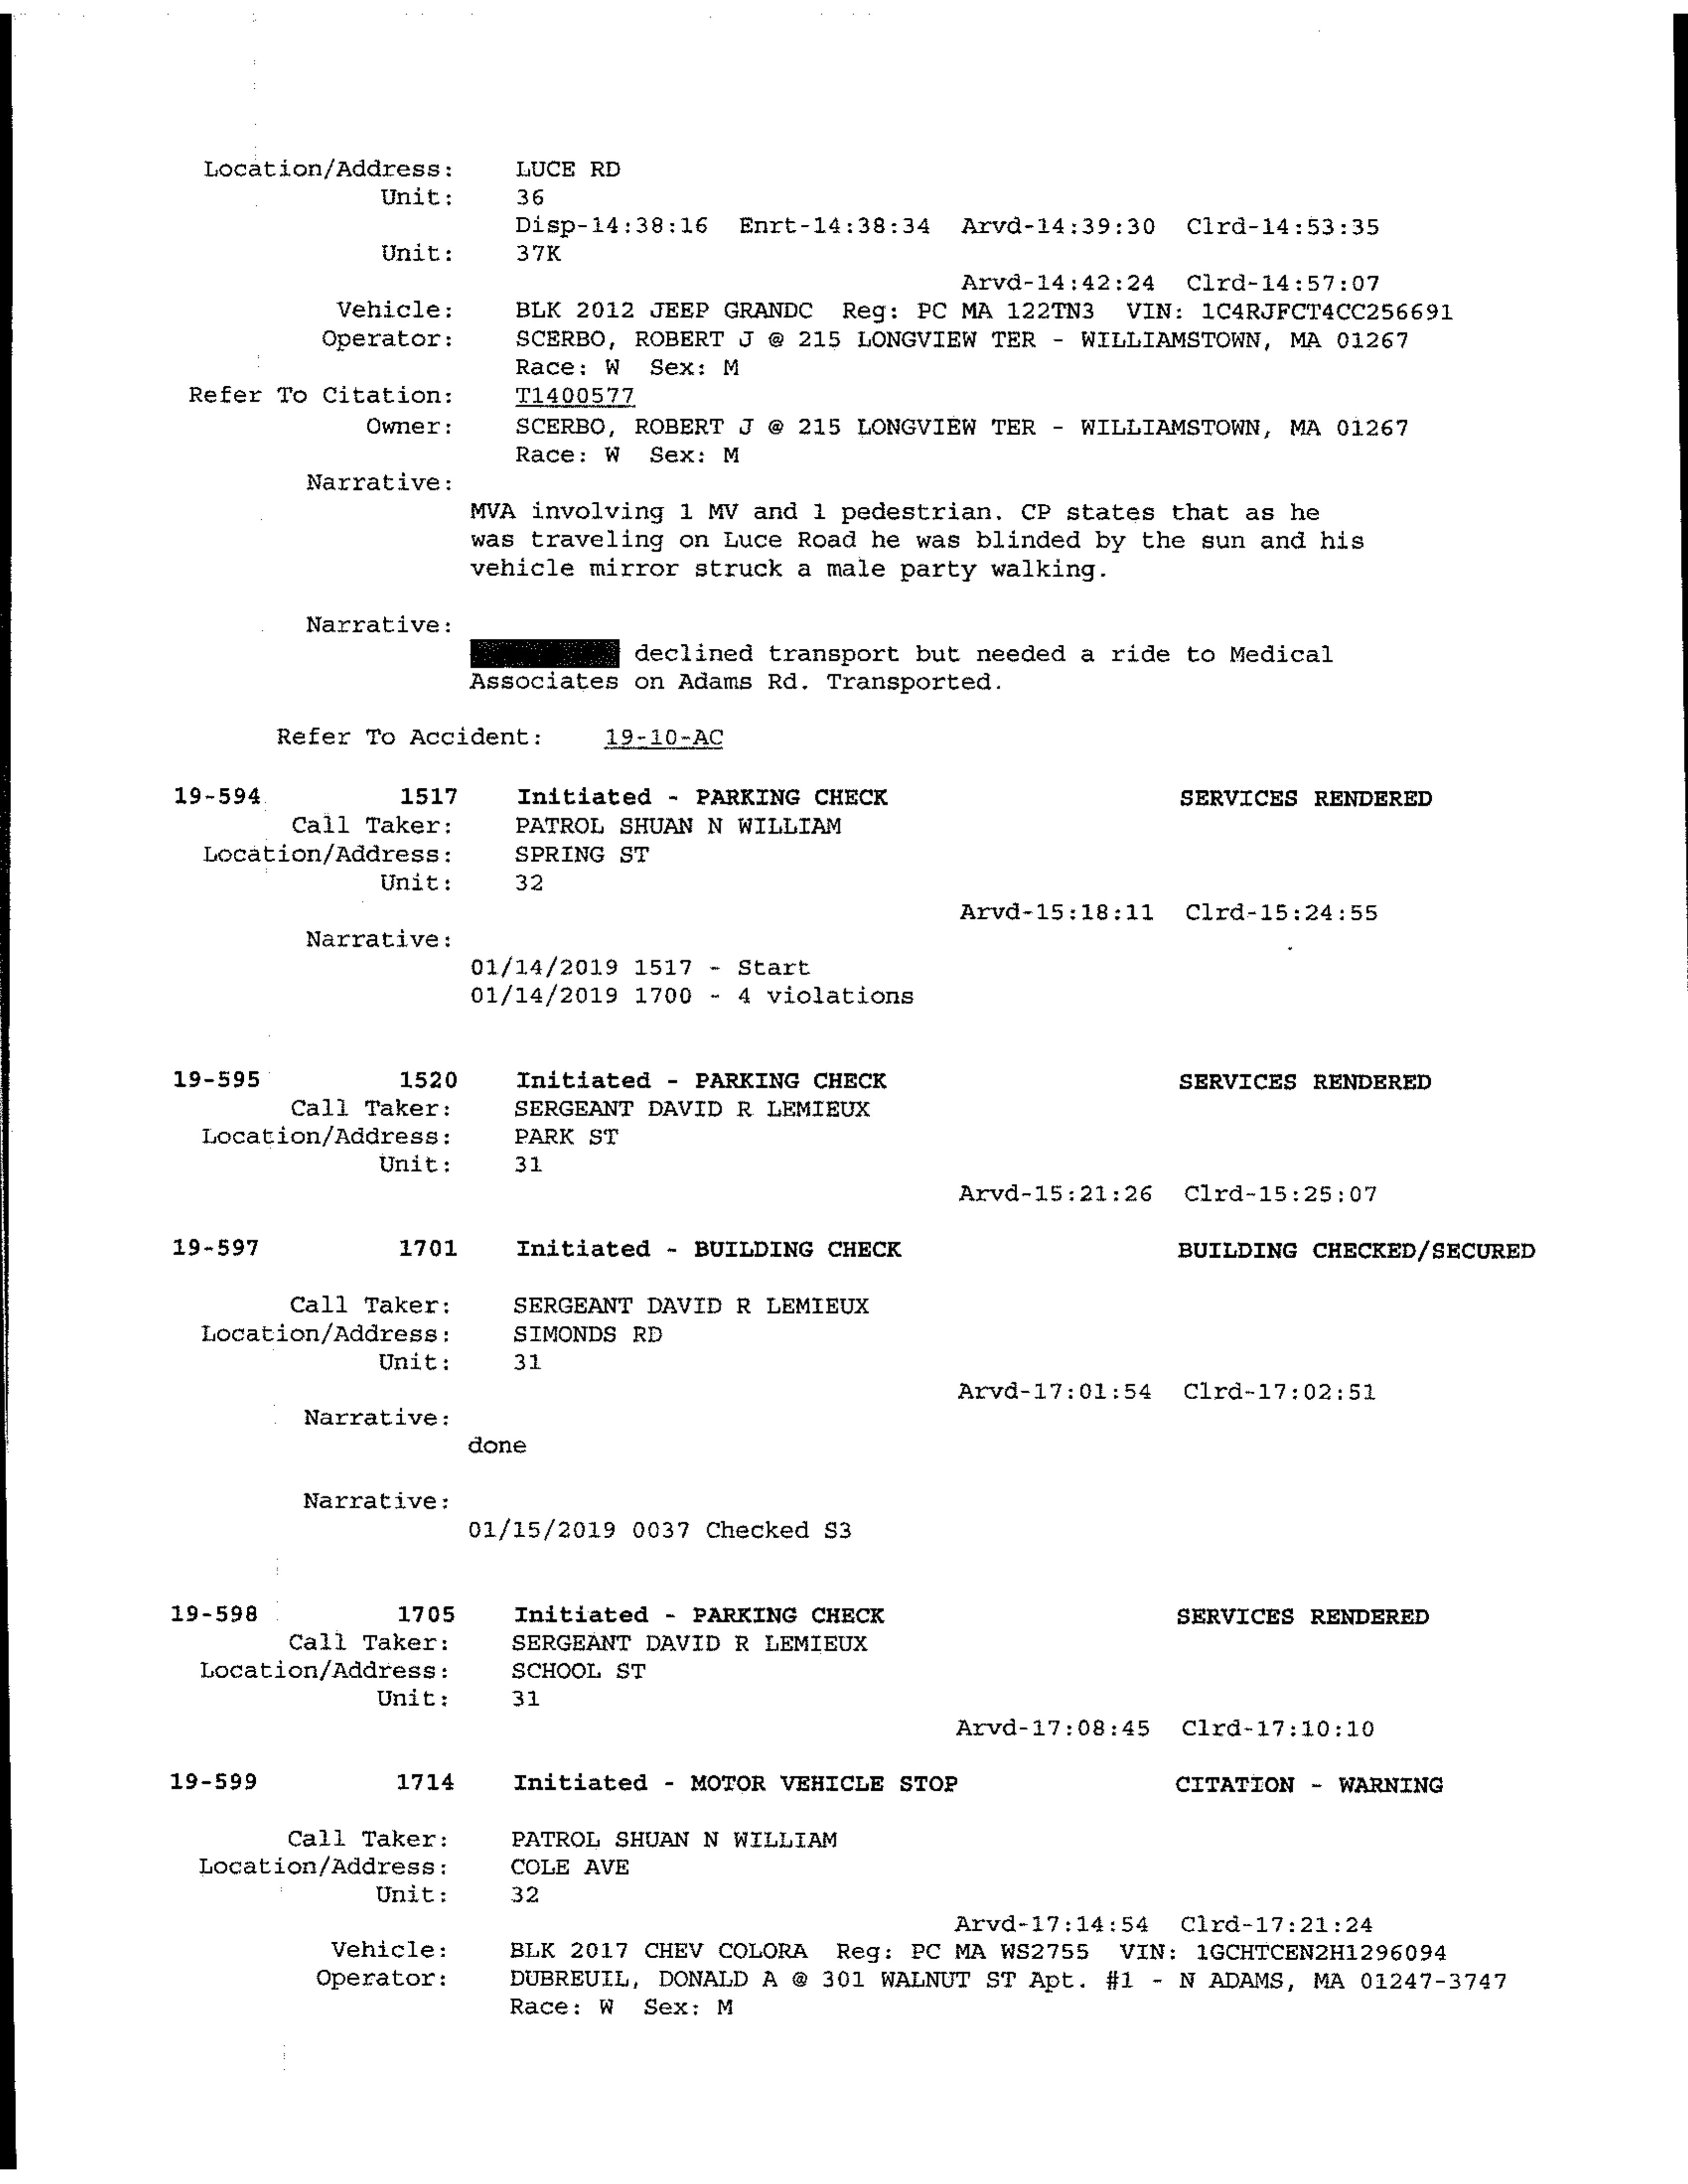 Location/Address: LUCE RD
Unit: 36
Disp-14:38:16 Enrt-14:38:34 Arvd-14:39:30 Clrd-14:53:35
Unit: 37K
Arvd-14:42:24 Clrd-14:57:07
Vehicle: BLK 2012 JEEP GRANDC Reg: PC MA 122TN3 VIN: 1C4RJFCT4CC256691
Operator: SCERBO, ROBERT J @ 215 LONGVIEW TER - WILLIAMSTOWN, MA 01267
Race: W Sex: M
Refer To Citation: T1400577
Owner: SCERBO, ROBERT J @ 215 LONGVIEW TER - WILLIAMSTOWN, MA 01267
Race: W Sex: M
Narrative:
MVA involving 1 MV and 1 pedestrian. CP states that as he
was traveling on Luce Road he was blinded by the sun and his
vehicle mirror struck a male party walking.
Narrative:
declined transport but needed a ride to Medical
Associates on Adams Rd. Transported.
Refer To Accident: 19-10-AC
19-594 1517 Initiated - PARKING CHECK SERVICES RENDERED
Call Taker: PATROL SHUAN N WILLIAM
Location/Address: SPRING ST
Unit: 32
Arvd-15:18:11 Clrd-15:24:55
Narrative:
01/14/2019 1517 - Start
01/14/2019 1700 - 4 violations
19-595 1520 Initiated - PARKING CHECK SERVICES RENDERED
Call Taker: SERGEANT DAVID R LEMIEUX
Location/Address: PARK ST
Unit: 31
Arvd-15:21:26 Clrd-15:25:07
19-597 1701 Initiated - BUILDING CHECK BUILDING CHECKED/SECURED
Call Taker: SERGEANT DAVID R LEMIEUX
Location/Address: SIMONDS RD
Unit: 31
Arvd-17:01:54 Clrd-17:02:51
Narrative:
done
Narrative:
01/15/2019 0037 Checked S3
19-598 1705 Initiated - PARKING CHECK SERVICES RENDERED
Call Taker: SERGEANT DAVID R LEMIEUX
Location/Address: SCHOOL ST
Unit: 31
Arvd-17:08:45 Clrd-17:10:10
19-599 1714 Initiated - MOTOR VEHICLE STOP CITATION - WARNING
Call Taker: PATROL SHUAN N WILLIAM
Location/Address: COLE AVE
Unit: 32
Arvd-17:14:54 Clrd-17:21:24
Vehicle: BLK 2017 CHEV COLORA Reg: PC MA WS2755 VIN: 1GCHTCEN2H1296094
Operator: DUBREUIL, DONALD A @ 301 WALNUT ST Apt. #1 - N ADAMS, MA 01247-3747
Race: W Sex: M